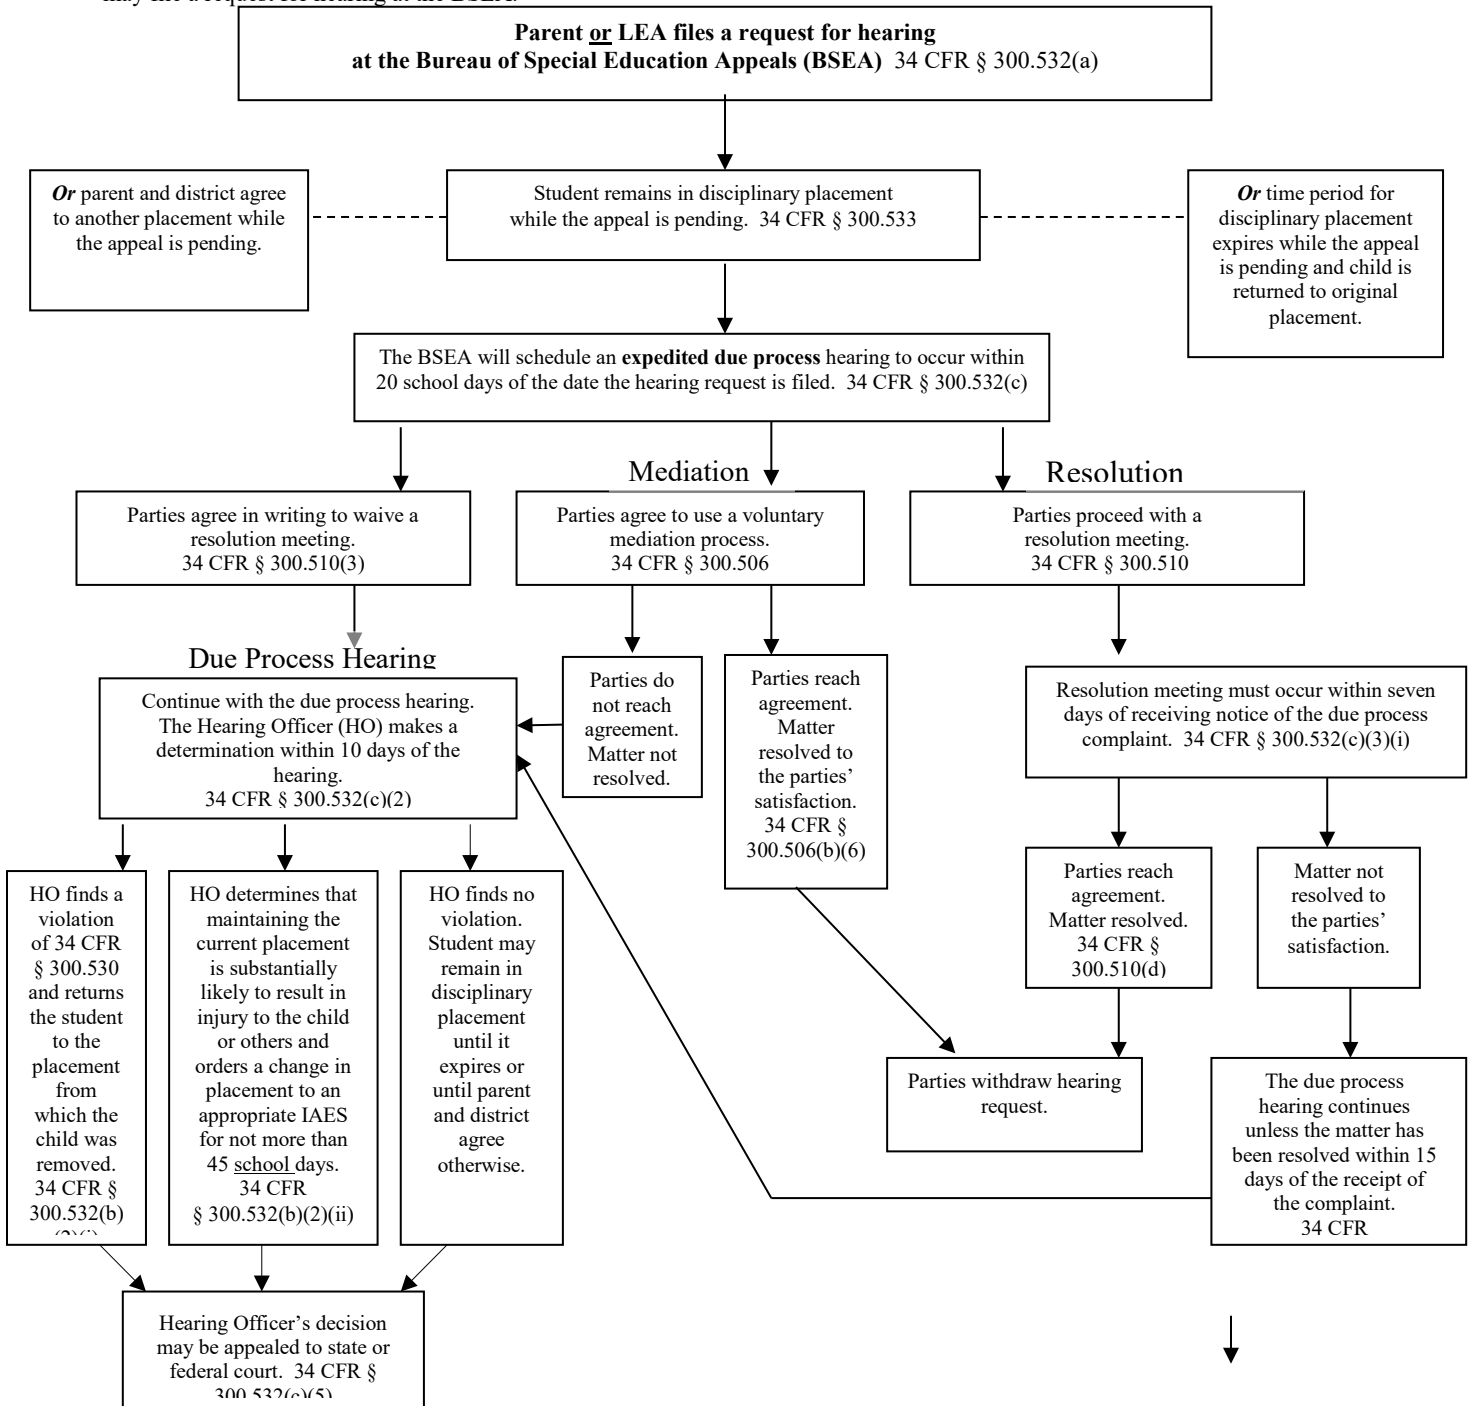 may file a request for hearing at the BSEA.
Parent or LEA files a request for hearing
at the Bureau of Special Education Appeals (BSEA) 34 CFR § 300.532(a)
Or parent and district agree
to another placement while
the appeal is pending.
Student remains in disciplinary placement
while the appeal is pending. 34 CFR § 300.533
Or time period for
disciplinary placement
expires while the appeal
is pending and child is
returned to original
placement.
The BSEA will schedule an expedited due process hearing to occur within
20 school days of the date the hearing request is filed. 34 CFR § 300.532(c)
Mediation
Resolution
Parties agree in writing to waive a
resolution meeting.
34 CFR § 300.510(3)
Parties agree to use a voluntary
mediation process.
34 CFR § 300.506
Parties proceed with a
resolution meeting.
34 CFR § 300.510
Due Process Hearing
Continue with the due process hearing.
The Hearing Officer (HO) makes a
determination within 10 days of the
hearing.
34 CFR § 300.532(c)(2)
Parties do
not reach
agreement.
Matter not
resolved.
Parties reach
agreement.
Matter
resolved to
the parties’
satisfaction.
34 CFR §
300.506(b)(6)
Resolution meeting must occur within seven
days of receiving notice of the due process
complaint. 34 CFR § 300.532(c)(3)(i)
Parties reach
agreement.
Matter resolved.
34 CFR §
300.510(d)
Matter not
resolved to
the parties’
satisfaction.
HO finds a
violation
of 34 CFR
§ 300.530
and returns
the student
to the
placement
from
which the
child was
removed.
34 CFR §
300.532(b)
(2)(i)
HO determines that
maintaining the
current placement
is substantially
likely to result in
injury to the child
or others and
orders a change in
placement to an
appropriate IAES
for not more than
45 school days.
34 CFR
§ 300.532(b)(2)(ii)
HO finds no
violation.
Student may
remain in
disciplinary
placement
until it
expires or
until parent
and district
agree
otherwise.
Parties withdraw hearing
request.
The due process
hearing continues
unless the matter has
been resolved within 15
days of the receipt of
the complaint.
34 CFR
Hearing Officer’s decision
may be appealed to state or
federal court. 34 CFR §
300.532(c)(5)